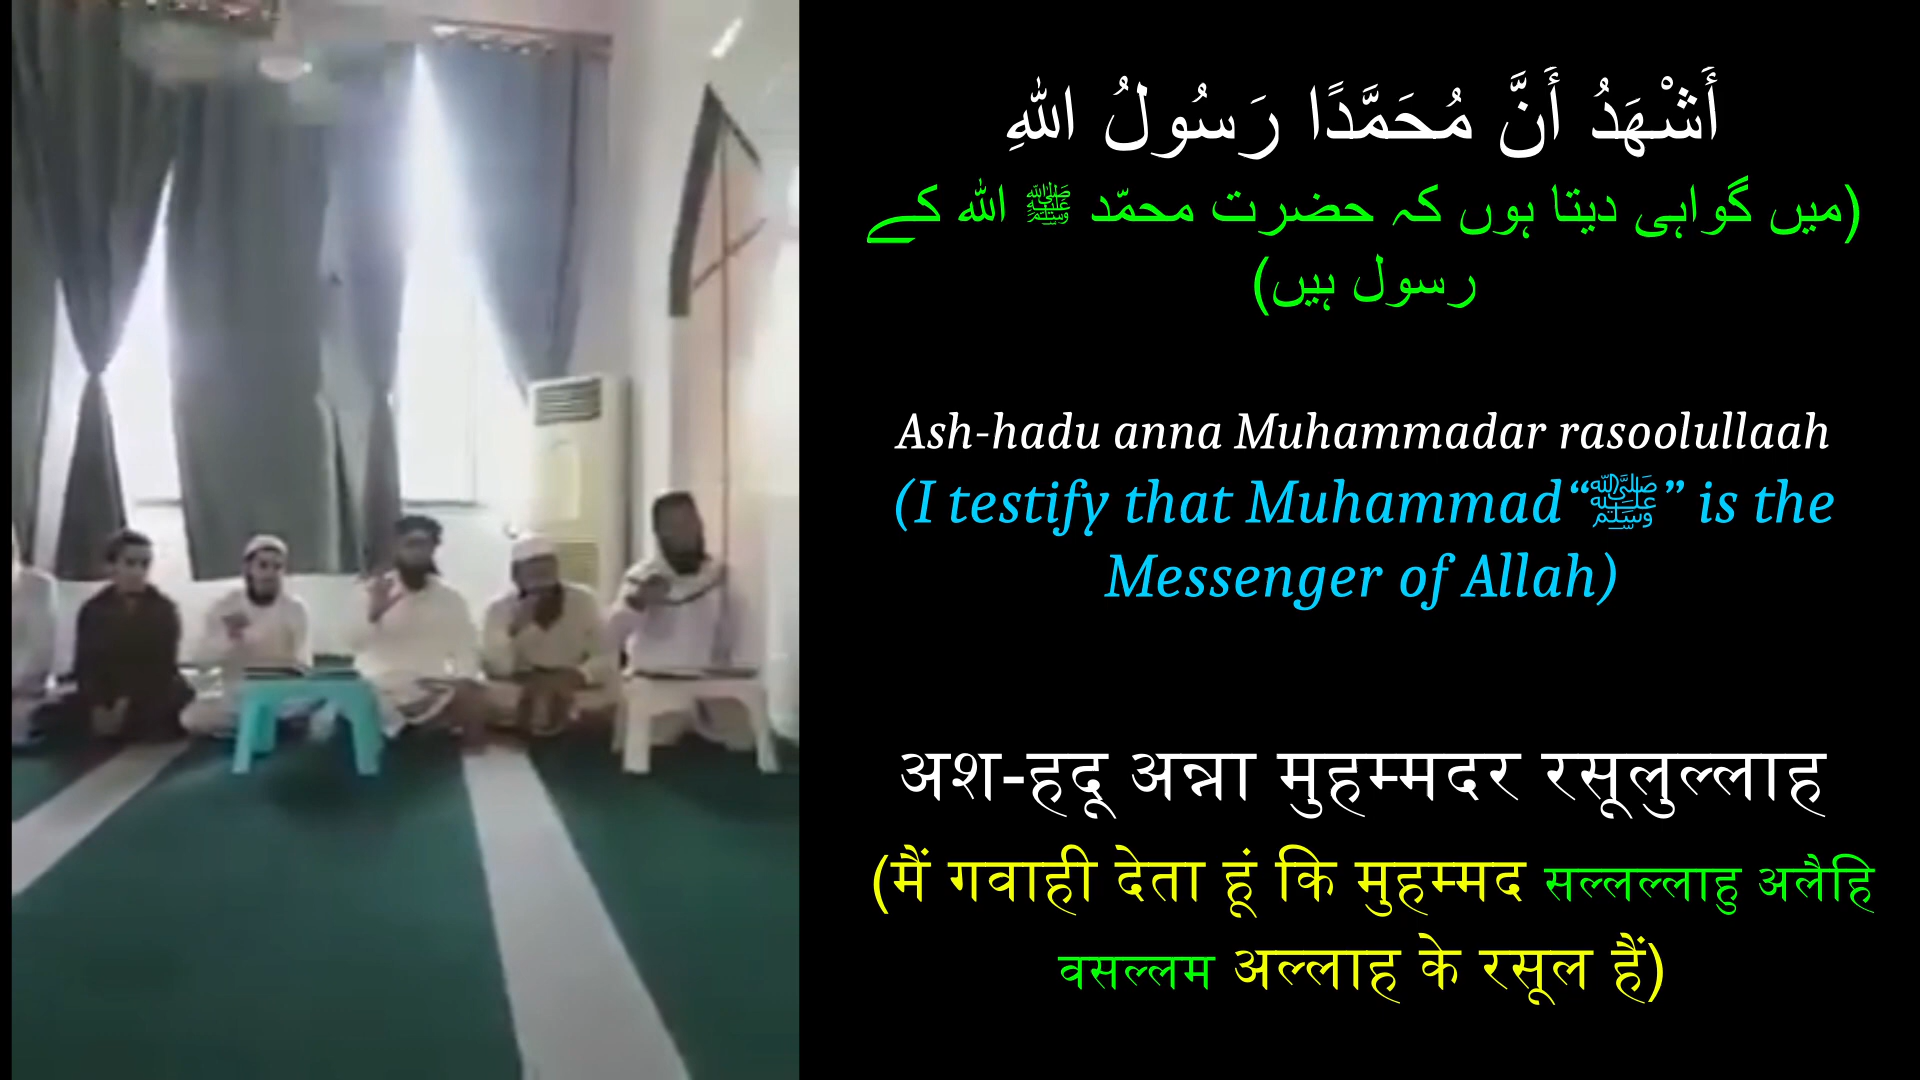 أَشْهَدُ أَنَّ مُحَمَّدًا رَسُولُ اللهِ
(میں گواہی دیتا ہوں کہ حضرت محمّد ﷺ اللہ کے
رسول ہیں)
Ash-hadu anna Muhammadar rasoolullaah
(I testify that Muhammad“ﷺ” is the
Messenger of Allah)
अश-हदू अन्ना मुहम्मदर रसूलुल्लाह
(मैं गवाही देता हूं कि मुहम्मद सल्लल्लाहु अलैहि
वसल्लम अल्लाह के रसूल हैं)